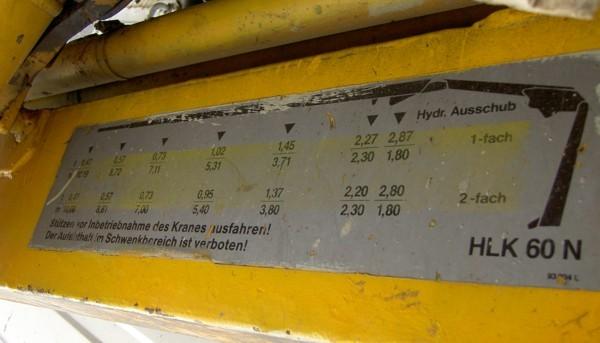 Hydr. Ausschub
0,57 0,73 1,02 1,45 2,27 2,87 1-fach
8,72 7,11 5,31 3,71 2,30 1,80
0,57 0,73 0,95 1,37 2,20 2,80 2-fach
7,00 5,40 3,80 2,30 1,80
Stützen vor Inbetriebnahme des Kranes ausfahren!
Der Aufenthalt im Schwenkbereich ist verboten!
HLK 60 N